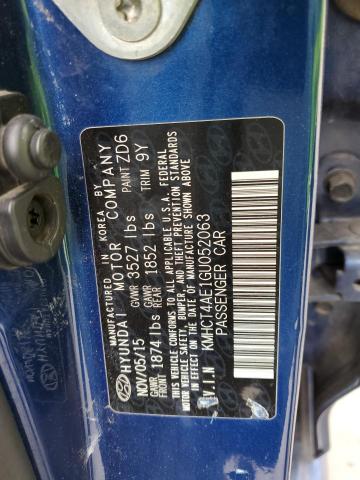 MANUFACTURED IN KOREA BY
HYUNDAI MOTOR COMPANY
NOV/05/15 GVWR 3527 lbs PAINT ZD6
GAWR FRONT 1874 lbs GAWR REAR 1852 lbs TRIM 9Y
THIS VEHICLE CONFORMS TO ALL APPLICABLE U.S.A. FEDERAL
MOTOR VEHICLE SAFETY, BUMPER, AND THEFT PREVENTION STANDARDS
IN EFFECT ON THE DATE OF MANUFACTURE SHOWN ABOVE.
V.I.N KMHCT4AE1GU052063
PASSENGER CAR